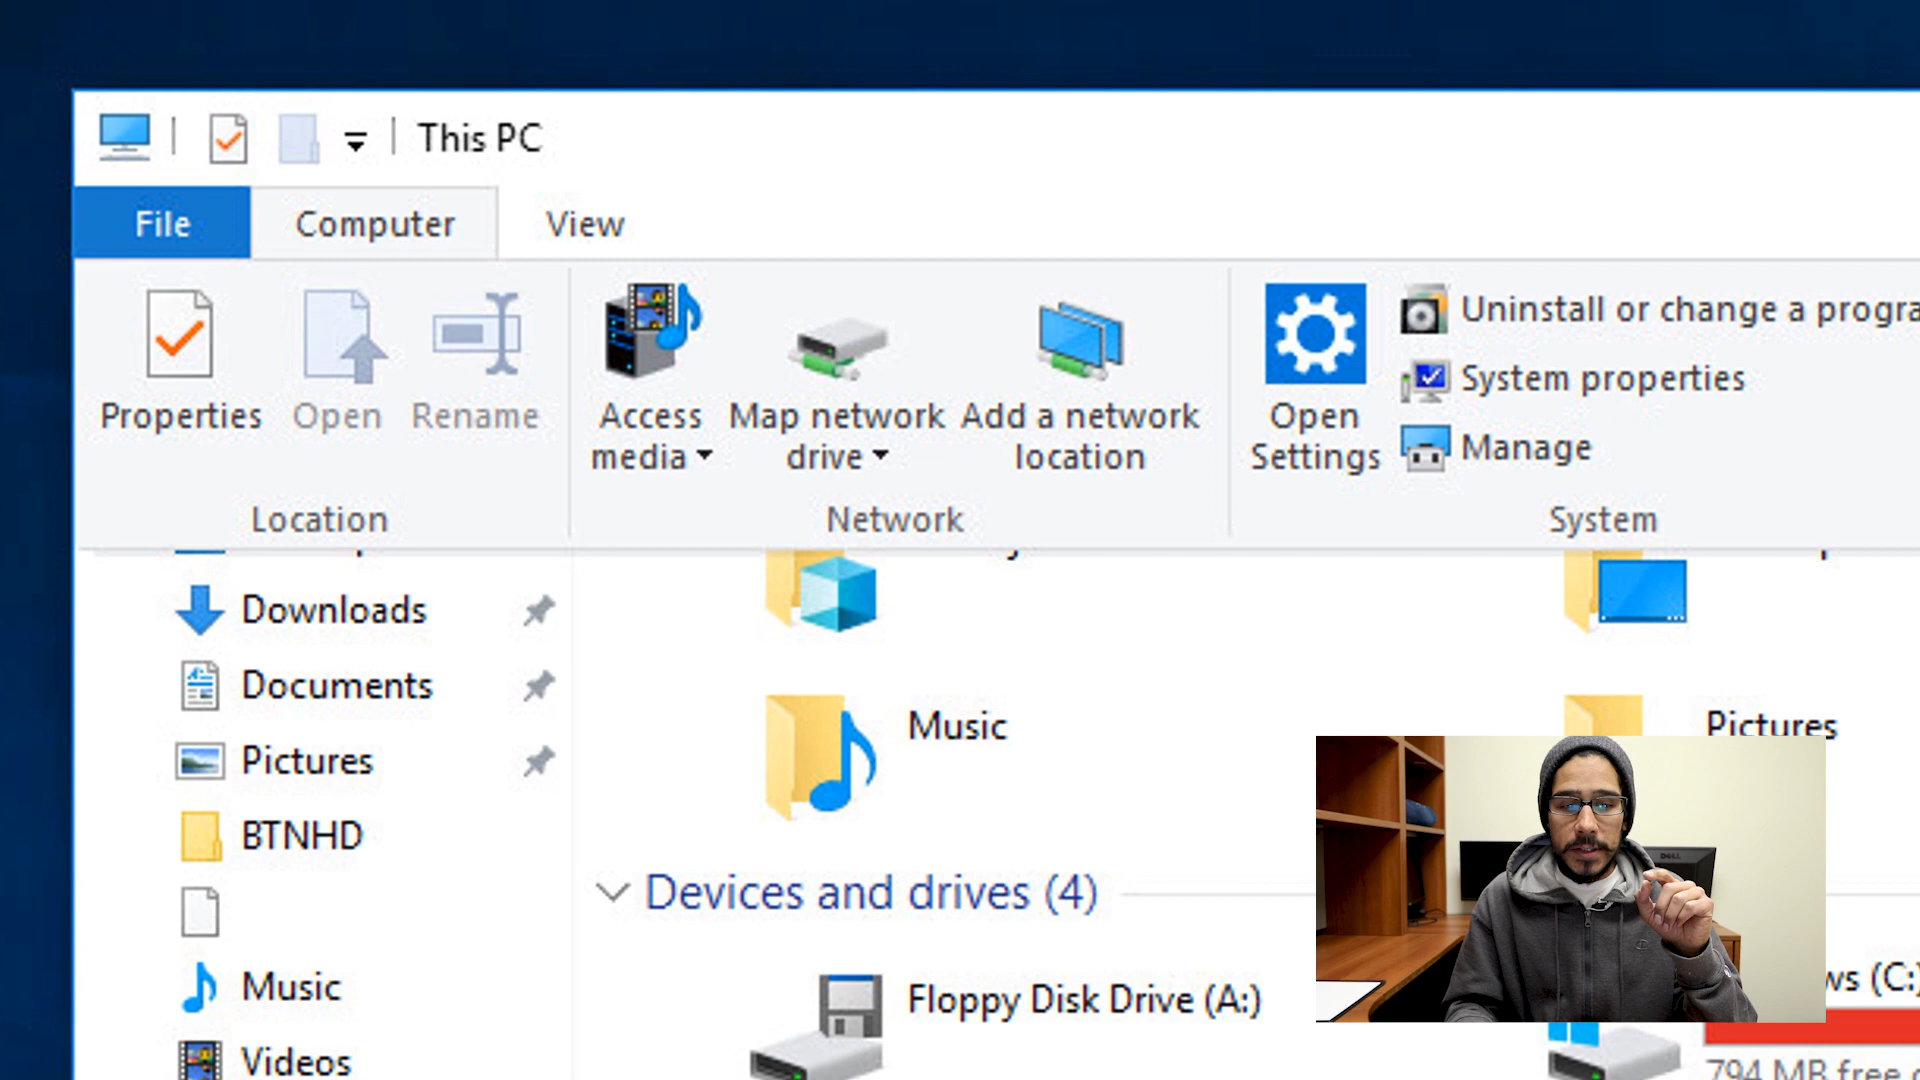 This PC
File Computer View
Properties Open Rename
Access media
Map network drive
Add a network location
Open Settings
Uninstall or change a
System properties
Manage
Location Network System
Downloads
Documents
Pictures
BTNHD
Music
Videos
Music
Pictures
Devices and drives (4)
Floppy Disk Drive (A:)
(C:)
794 MB free
DELL